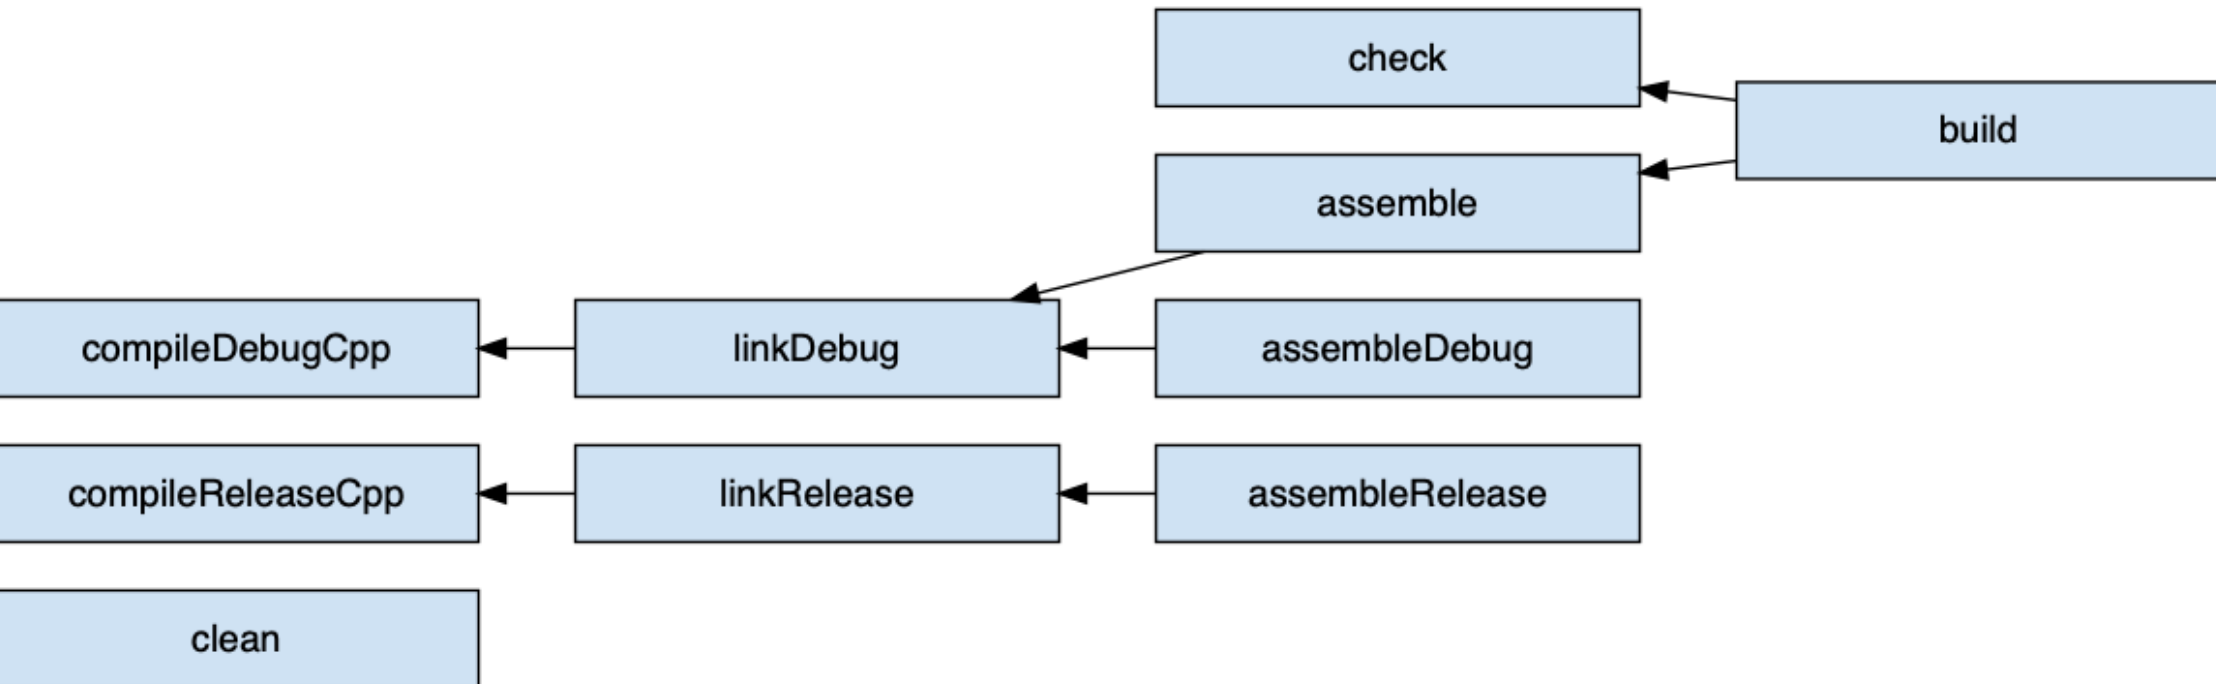 check
build
assemble
compileDebugCpp
linkDebug
assembleDebug
compileReleaseCpp
linkRelease
assembleRelease
clean